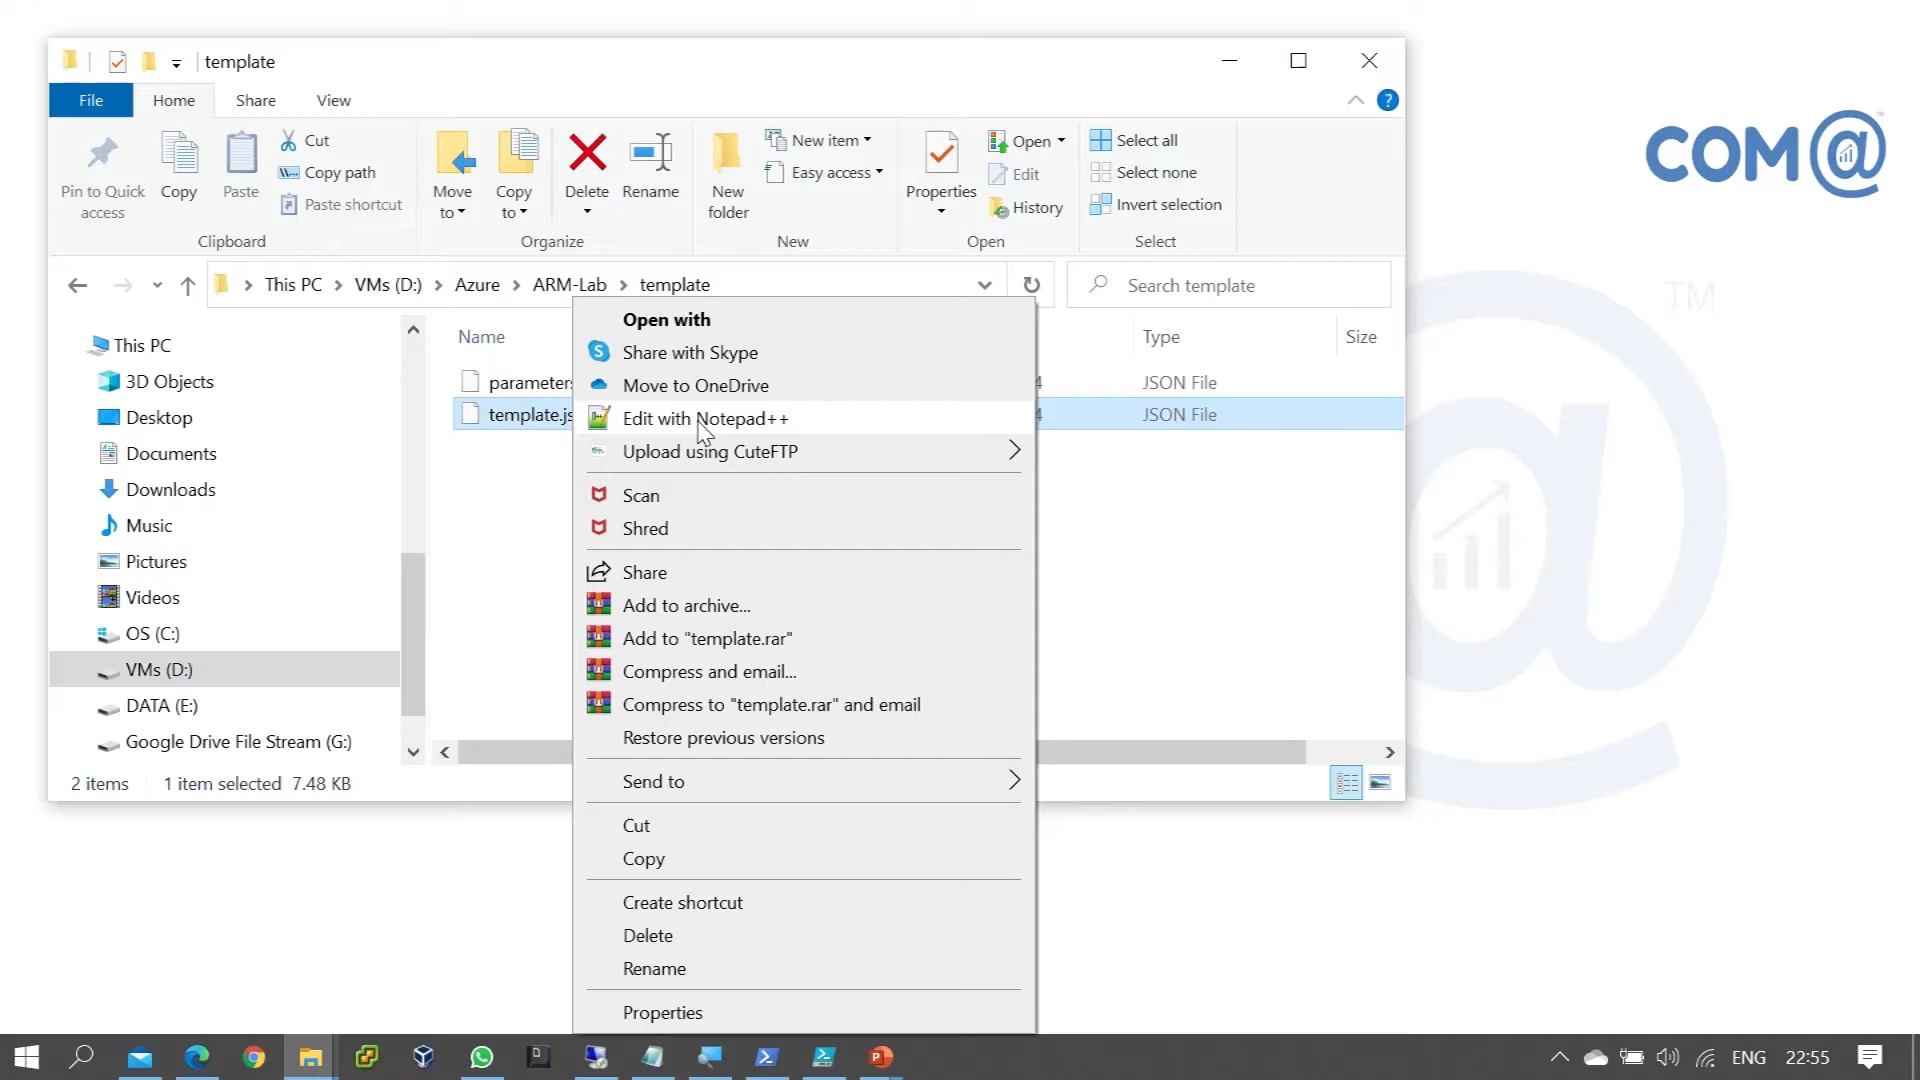 template
File
Home
Share
View
?
Pin to Quick access
Copy
Paste
Cut
Copy path
Paste shortcut
Clipboard
Move to
Copy to
Delete
Rename
Organize
New folder
New item
Easy access
New
Properties
Open
Edit
History
Open
Select all
Select none
Invert selection
Select
COM@
TM
This PC
VMs (D:)
Azure
ARM-Lab
template
Search template
Name
Type
Size
parameters
4
JSON File
template.js
4
JSON File
This PC
3D Objects
Desktop
Documents
Downloads
Music
Pictures
Videos
OS (C:)
VMs (D:)
DATA (E:)
Google Drive File Stream (G:)
2 items
1 item selected 7.48 KB
Open with
Share with Skype
Move to OneDrive
Edit with Notepad++
Upload using CuteFTP
Scan
Shred
Share
Add to archive...
Add to "template.rar"
Compress and email...
Compress to "template.rar" and email
Restore previous versions
Send to
Cut
Copy
Create shortcut
Delete
Rename
Properties
ENG
22:55